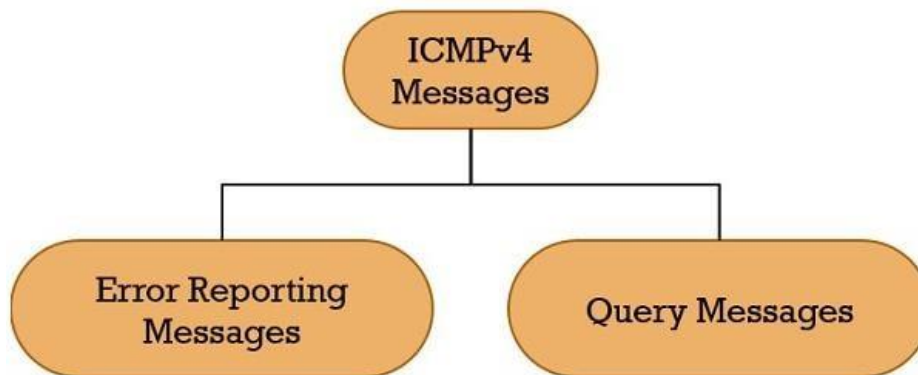 ICMPv4
Messages
Error Reporting
Messages
Query Messages